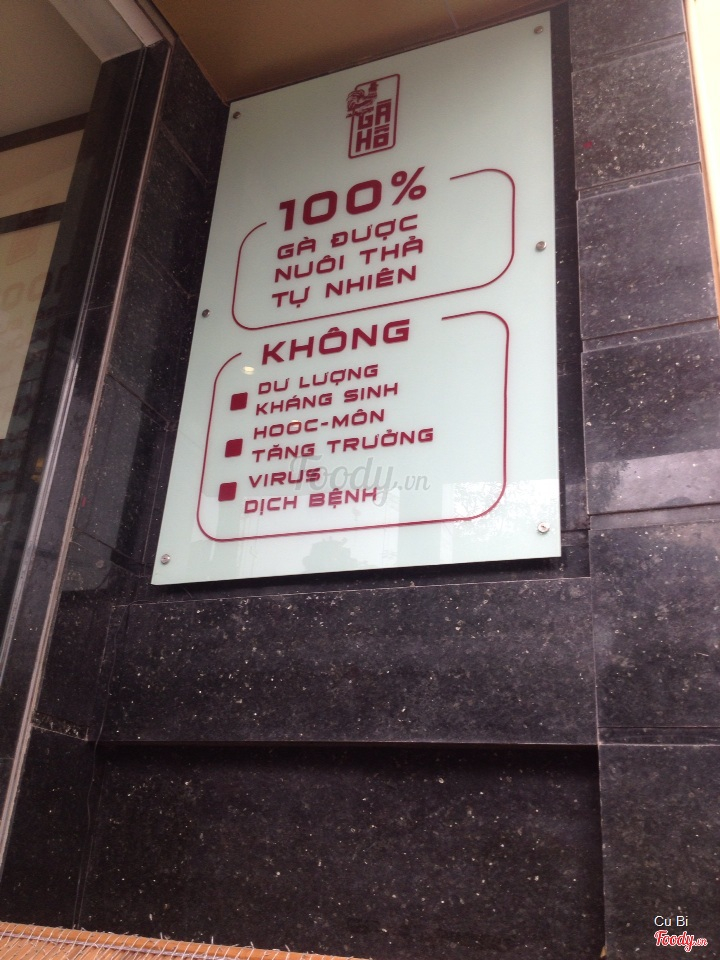 GÀ
HỒ
100%
GÀ ĐƯỢC
NUÔI THẢ
TỰ NHIÊN
KHÔNG
DƯ LƯỢNG
KHÁNG SINH
HOOC-MÔN
TĂNG TRƯỞNG
VIRUS
DỊCH BỆNH
Foody.vn
Cu Bi
Foody.vn